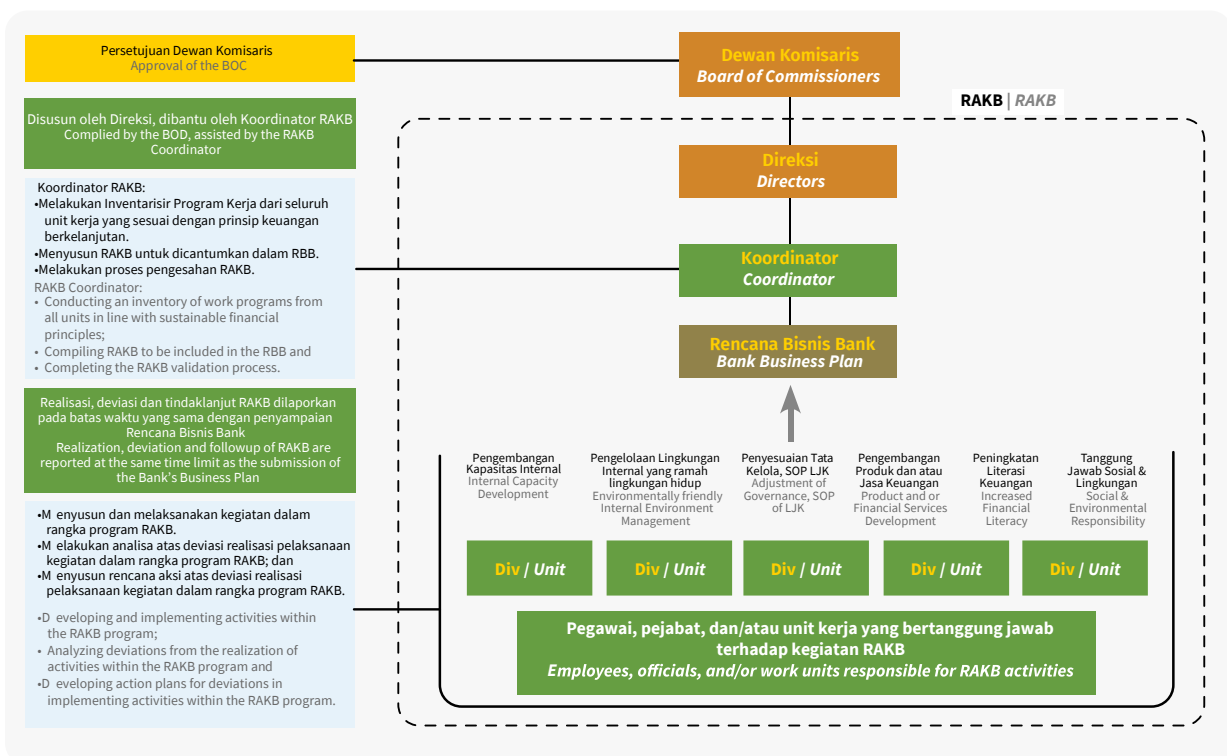 Persetujuan Dewan Komisaris
Approval of the BOC
Disusun oleh Direksi, dibantu oleh Koordinator RAKB
Complied by the BOD, assisted by the RAKB
Coordinator
Koordinator RAKB:
•Melakukan Inventarisir Program Kerja dari seluruh
unit kerja yang sesuai dengan prinsip keuangan
berkelanjutan.
•Menyusun RAKB untuk dicantumkan dalam RBB.
•Melakukan proses pengesahan RAKB.
RAKB Coordinator:
• Conducting an inventory of work programs from
all units in line with sustainable financial
principles;
• Compiling RAKB to be included in the RBB and
• Completing the RAKB validation process.
Realisasi, deviasi dan tindaklanjut RAKB dilaporkan
pada batas waktu yang sama dengan penyampaian
Rencana Bisnis Bank
Realization, deviation and followup of RAKB are
reported at the same time limit as the submission of
the Bank's Business Plan
•M enyusun dan melaksanakan kegiatan dalam
rangka program RAKB.
•M elakukan analisa atas deviasi realisasi pelaksanaan
kegiatan dalam rangka program RAKB; dan
•M enyusun rencana aksi atas deviasi realisasi
pelaksanaan kegiatan dalam rangka program RAKB.
•D eveloping and implementing activities within
the RAKB program;
• Analyzing deviations from the realization of
activities within the RAKB program and
•D eveloping action plans for deviations in
implementing activities within the RAKB program.
Dewan Komisaris
Board of Commissioners
RAKB | RAKB
Direksi
Directors
Koordinator
Coordinator
Rencana Bisnis Bank
Bank Business Plan
Pengembangan
Kapasitas Internal
Internal Capacity
Development
Pengelolaan Lingkungan
Internal yang ramah
lingkungan hidup
Environmentally friendly
Internal Environment
Management
Penyesuaian Tata
Kelola, SOP LJK
Adjustment of
Governance, SOP
of LJK
Pengembangan
Produk dan atau
Jasa Keuangan
Product and or
Financial Services
Development
Peningkatan
Literasi
Keuangan
Increased
Financial
Literacy
Tanggung
Jawab Sosial &
Lingkungan
Social &
Environmental
Responsibility
Div / Unit
Div / Unit
Div / Unit
Div / Unit
Div / Unit
Pegawai, pejabat, dan/atau unit kerja yang bertanggung jawab
terhadap kegiatan RAKB
Employees, officials, and/or work units responsible for RAKB activities